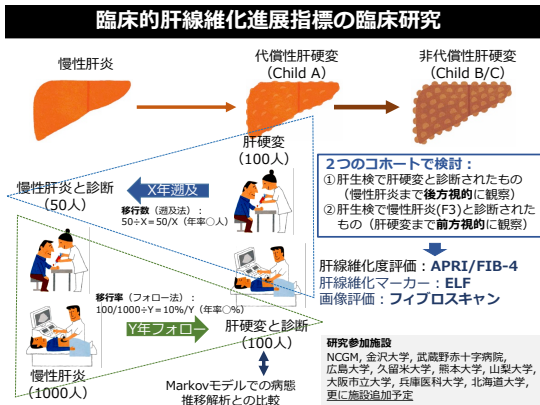 臨床的肝線維化進展指標の臨床研究
慢性肝炎
代償性肝硬変
（Child A）
非代償性肝硬変
（Child B/C）
肝硬変
（100人）
X年遡及
慢性肝炎と診断
（50人）
移行数（遡及法）：
50÷X＝50/X（年率○人）
２つのコホートで検討：
①肝生検で肝硬変と診断されたもの
（慢性肝炎まで後方視的に観察）
②肝生検で慢性肝炎(F3)と診断された
もの（肝硬変まで前方視的に観察）
肝線維化度評価：APRI/FIB-4
肝線維化マーカー：ELF
画像評価：フィブロスキャン
移行率（フォロー法）：
100/1000÷Y＝10%/Y（年率○%）
Y年フォロー
肝硬変と診断
（100人）
慢性肝炎
（1000人）
Markovモデルでの病態
推移解析との比較
研究参加施設
NCGM, 金沢大学, 武蔵野赤十字病院,
広島大学, 久留米大学, 熊本大学, 山梨大学,
大阪市立大学, 兵庫医科大学, 北海道大学,
更に施設追加予定